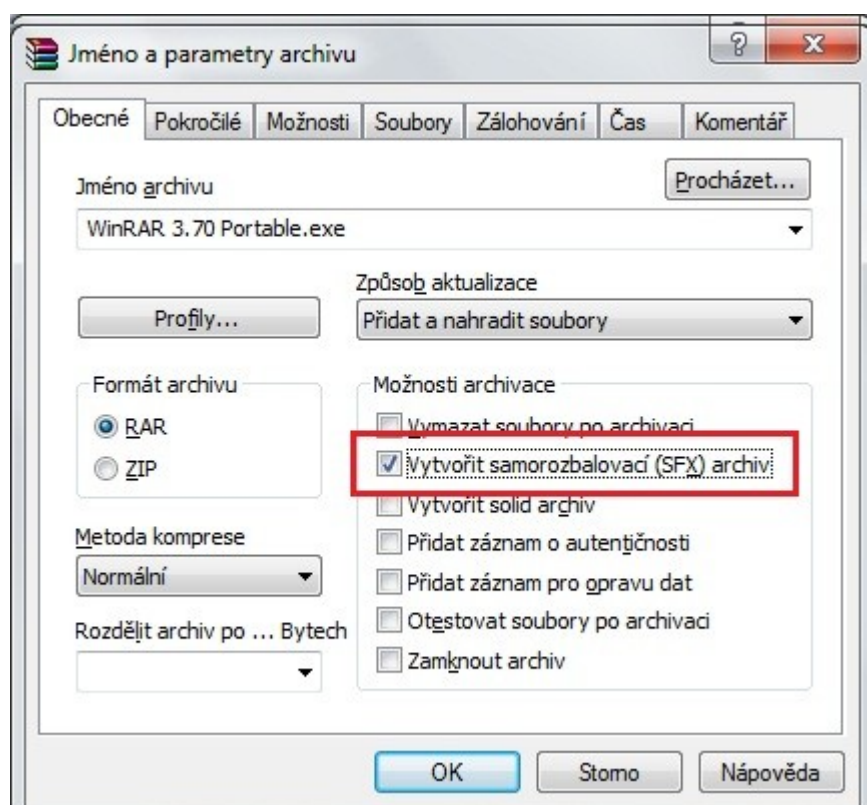 Jméno a parametry archivu
Obecné Pokročilé Možnosti Soubory Zálohování Čas Komentář
Jméno archivu
Procházet...
WinRAR 3.70 Portable.exe
Způsob aktualizace
Profily...
Přidat a nahradit soubory
Formát archivu
RAR
ZIP
Metoda komprese
Normální
Rozdělit archiv po ... Bytech
Možnosti archivace
Vymazat soubory po archivaci
Vytvořit samorozbalovací (SFX) archiv
Vytvořit solid archiv
Přidat záznam o autentičnosti
Přidat záznam pro opravu dat
Otestovat soubory po archivaci
Zamknout archiv
OK Storno Nápověda